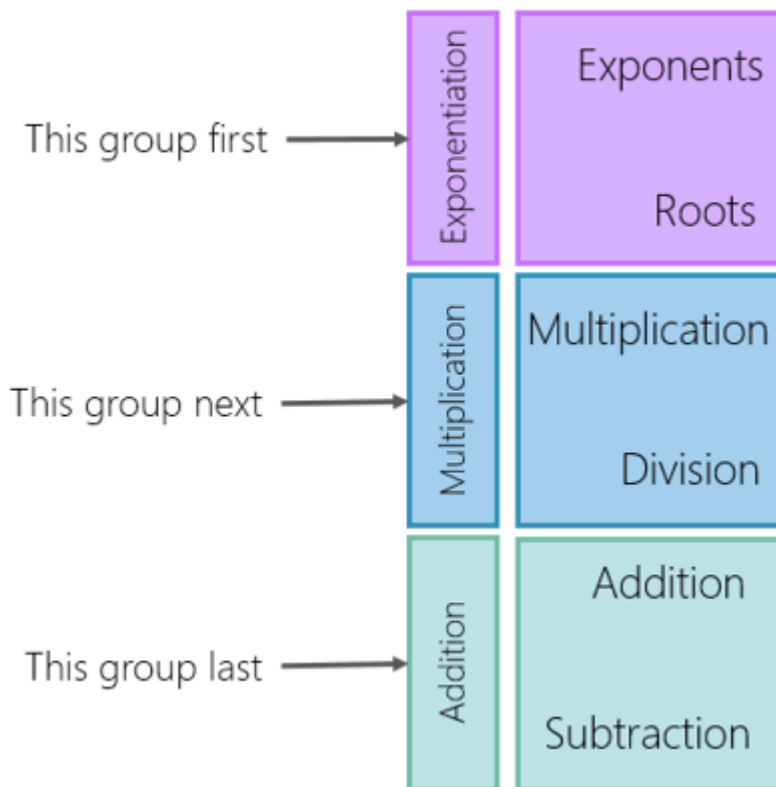 This group first
Exponentiation
Exponents
Roots
This group next
Multiplication
Multiplication
Division
This group last
Addition
Addition
Subtraction